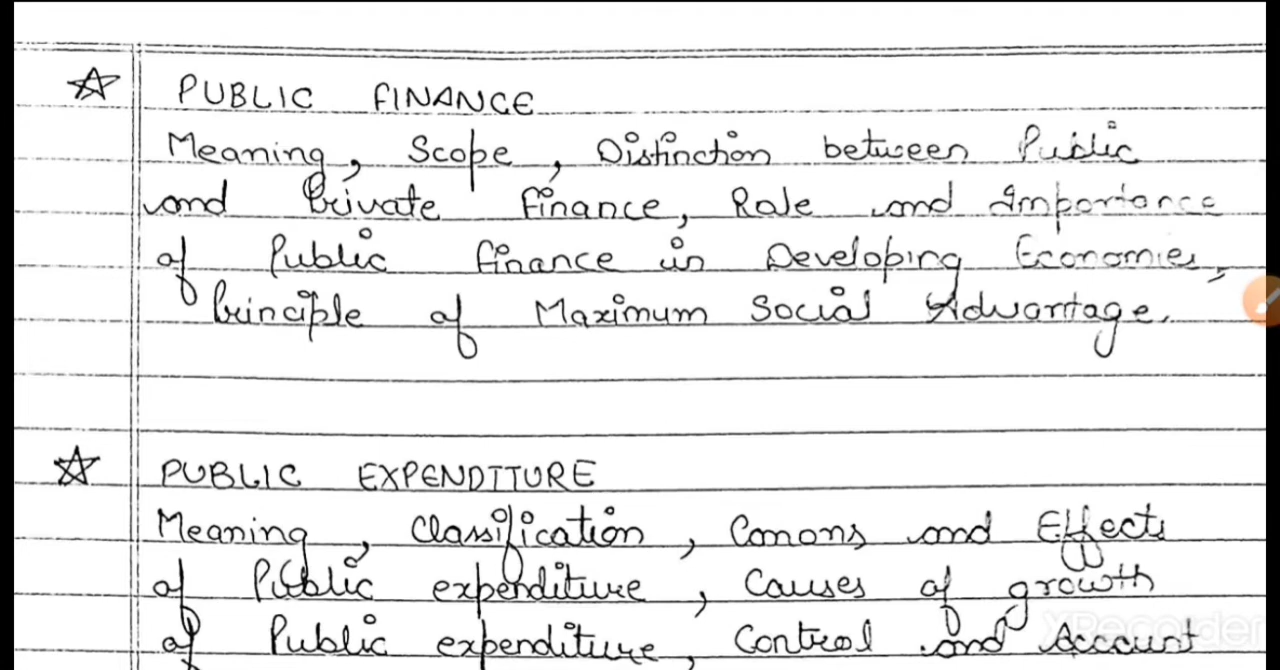 ☆ PUBLIC FINANCE
Meaning, Scope, Distinction between Public
and Private finance, Role and Importance
of Public finance in Developing Economies,
Principle of Maximum Social Advantage.
☆ PUBLIC EXPENDITURE
Meaning, Classification, Canons and Effects
of Public expenditure, Causes of growth
of Public expenditure, Control and Account
XRecorder